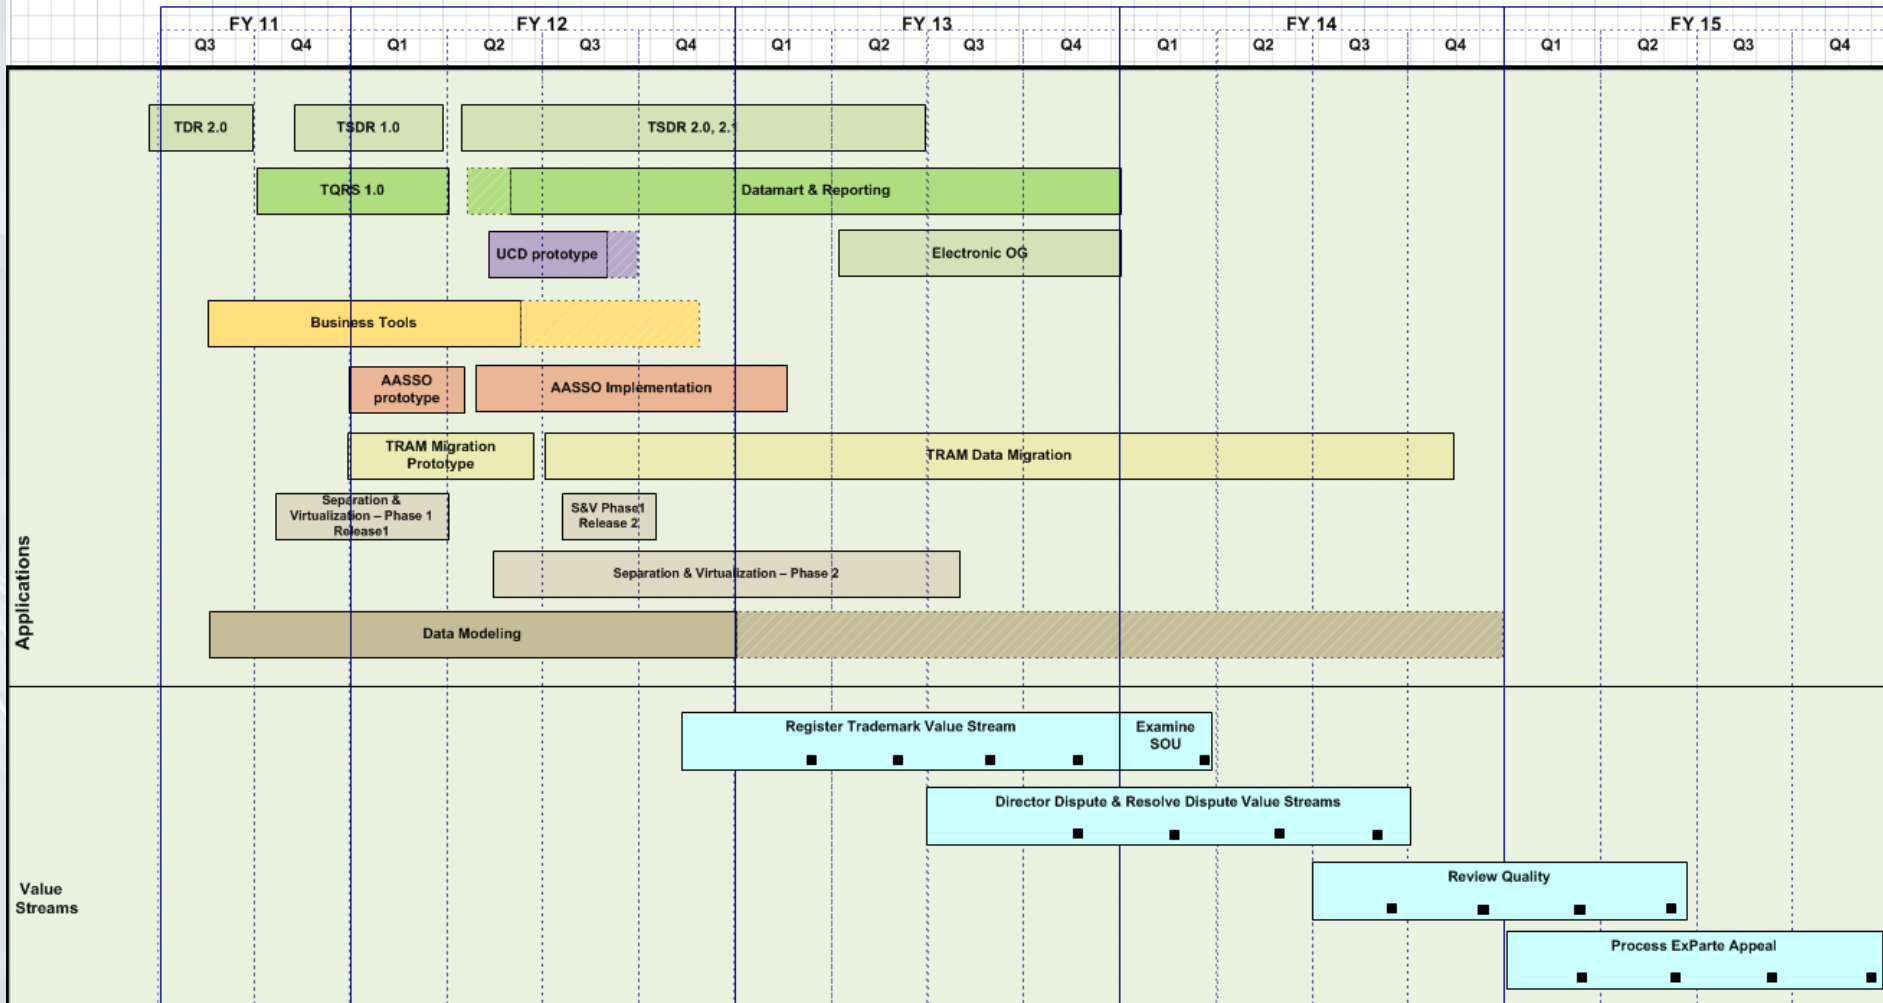 FY 11
FY 12
FY 13
FY 14
FY 15
Q3
Q4
Q1
Q2
Q3
Q4
Q1
Q2
Q3
Q4
Q1
Q2
Q3
Q4
Q1
Q2
Q3
Q4
TDR 2.0
TSDR 1.0
TSDR 2.0, 2.1
TQRS 1.0
Datamart & Reporting
UCD prototype
Electronic OG
Business Tools
AASSO
prototype
AASSO Implementation
TRAM Migration
Prototype
TRAM Data Migration
Separation &
Virtualization – Phase 1
Release1
S&V Phase1
Release 2
Separation & Virtualization – Phase 2
Data Modeling
Applications
Register Trademark Value Stream
Examine
SOU
Director Dispute & Resolve Dispute Value Streams
Review Quality
Process ExParte Appeal
Value
Streams